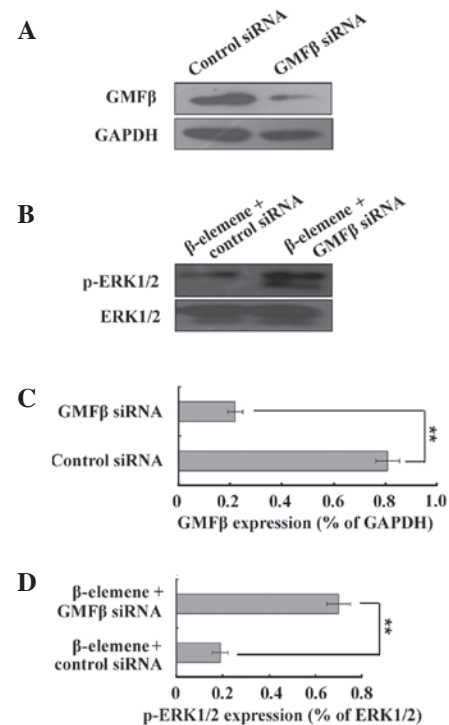 A
Control siRNA
GMFβ siRNA
GMFβ
GAPDH
B
β-elemene +
control siRNA
β-elemene +
GMFβ siRNA
p-ERK1/2
ERK1/2
C
GMFβ siRNA
**
Control siRNA
0 0.2 0.4 0.6 0.8 1.0
GMFβ expression (% of GAPDH)
D
β-elemene +
GMFβ siRNA
**
β-elemene +
control siRNA
0 0.2 0.4 0.6 0.8
p-ERK1/2 expression (% of ERK1/2)